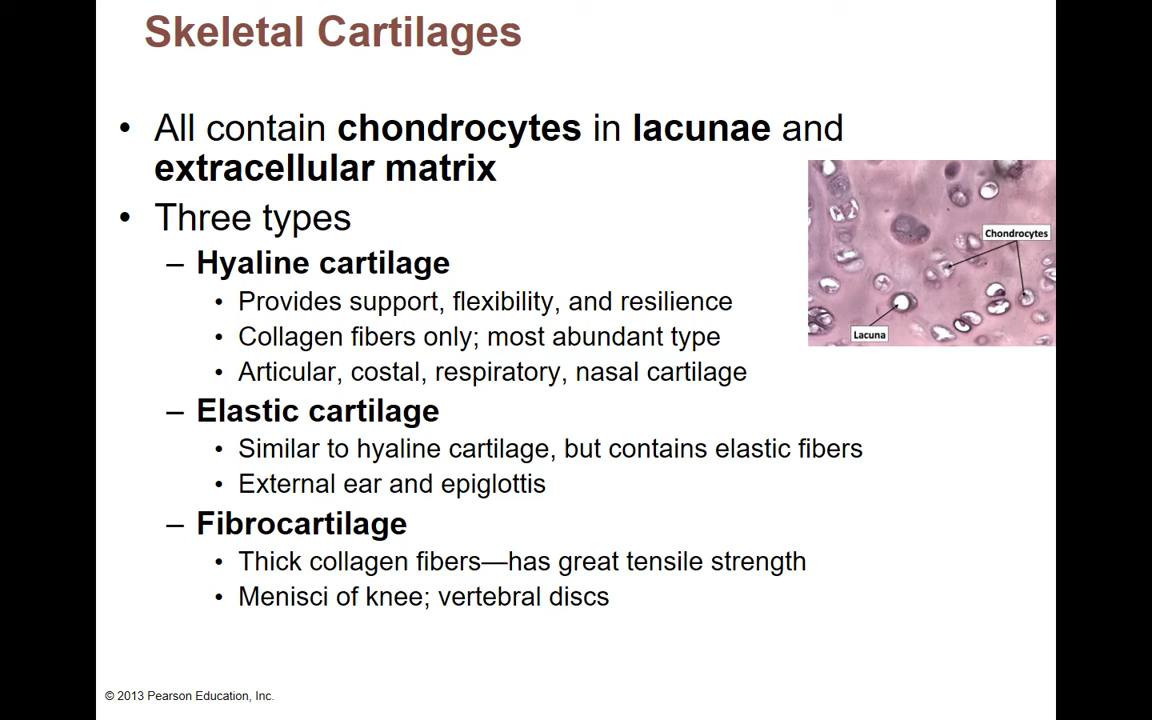 Skeletal Cartilages
• All contain chondrocytes in lacunae and
extracellular matrix
• Three types
– Hyaline cartilage
• Provides support, flexibility, and resilience
• Collagen fibers only; most abundant type
• Articular, costal, respiratory, nasal cartilage
– Elastic cartilage
• Similar to hyaline cartilage, but contains elastic fibers
• External ear and epiglottis
– Fibrocartilage
• Thick collagen fibers—has great tensile strength
• Menisci of knee; vertebral discs
Chondrocytes
Lacuna
© 2013 Pearson Education, Inc.